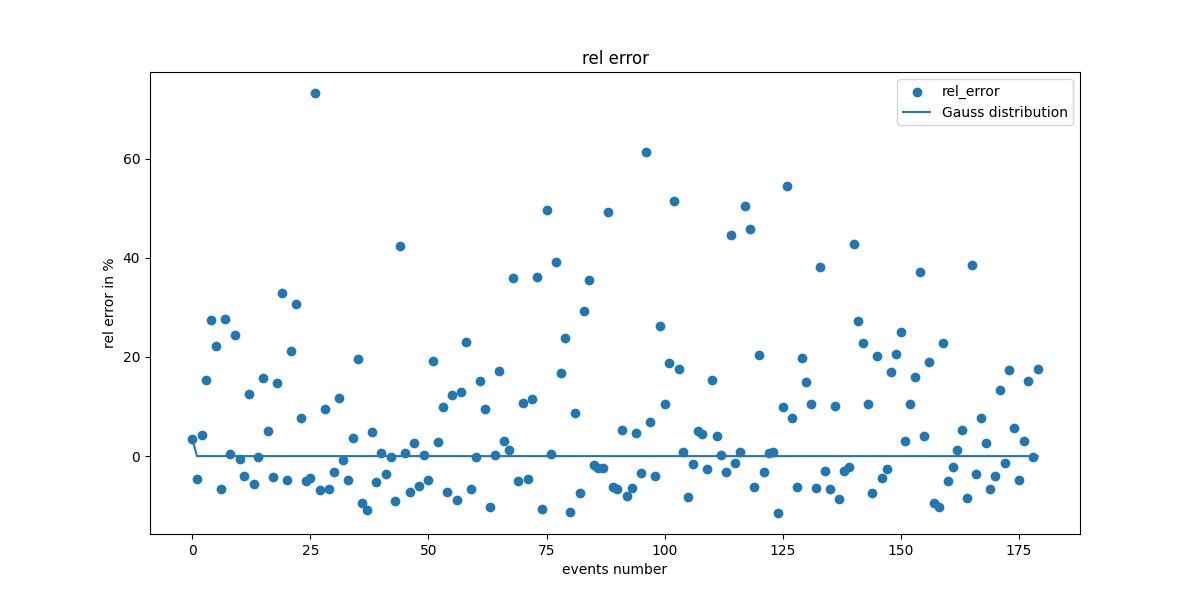 rel error
rel_error
Gauss distribution
rel error in %
60
40
20
0
0 25 50 75 100 125 150 175
events number